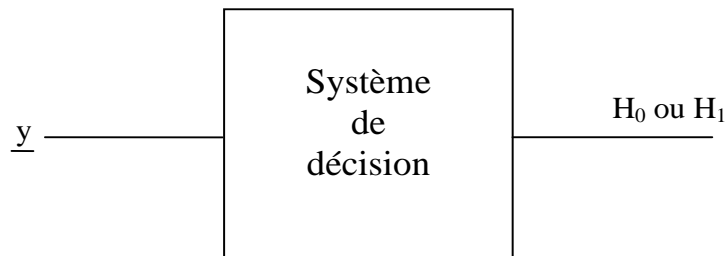 y
Système
de
décision
H₀ ou H₁